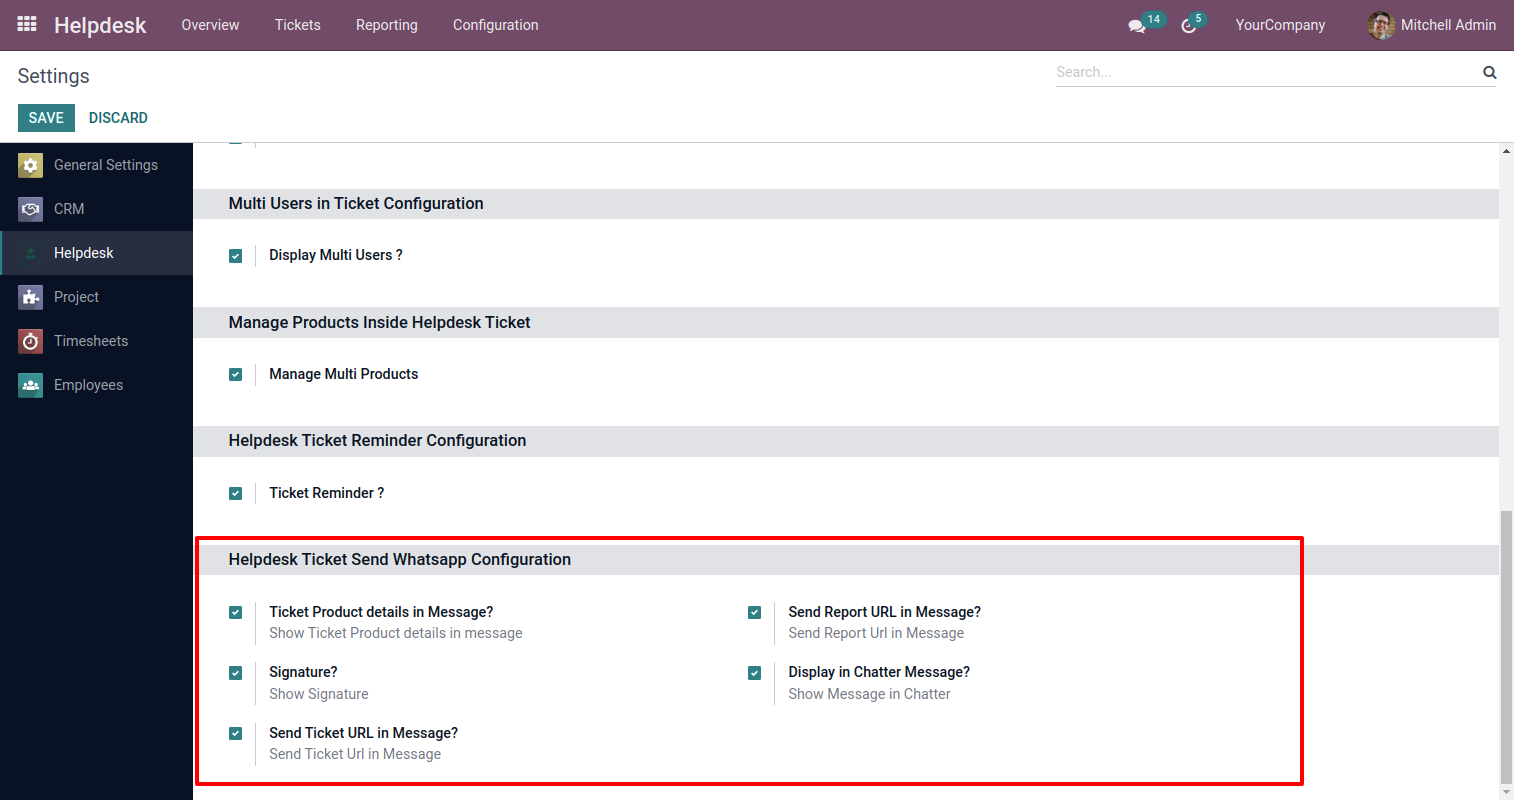 Helpdesk Overview Tickets Reporting Configuration 14 5 YourCompany Mitchell Admin
Settings Search...
SAVE DISCARD
General Settings
CRM
Helpdesk
Project
Timesheets
Employees
Multi Users in Ticket Configuration
Display Multi Users ?
Manage Products Inside Helpdesk Ticket
Manage Multi Products
Helpdesk Ticket Reminder Configuration
Ticket Reminder ?
Helpdesk Ticket Send Whatsapp Configuration
Ticket Product details in Message? Send Report URL in Message?
Show Ticket Product details in message Send Report Url in Message
Signature? Display in Chatter Message?
Show Signature Show Message in Chatter
Send Ticket URL in Message?
Send Ticket Url in Message